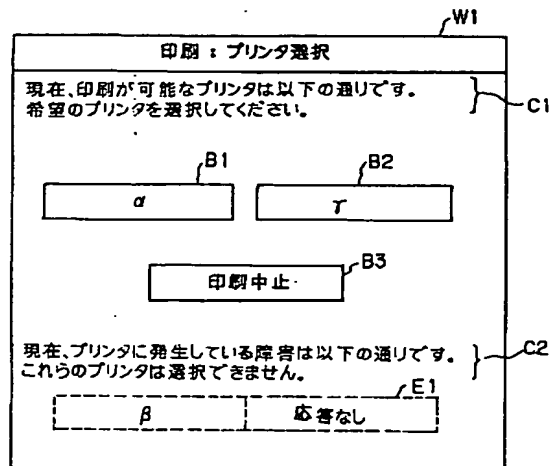 W1
印刷:プリンタ選択
現在、印刷が可能なプリンタは以下の通りです。
希望のプリンタを選択してください。
C1
B1
B2
α
γ
B3
印刷中止
現在、プリンタに発生している障害は以下の通りです。
これらのプリンタは選択できません。
C2
E1
β
応答なし